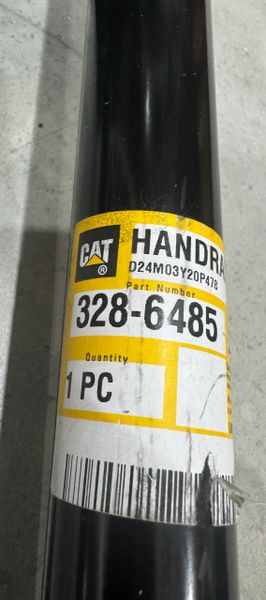 CAT
®
HANDRA
D24M03Y20P478
Part Number
328-6485
Quantity
1 PC